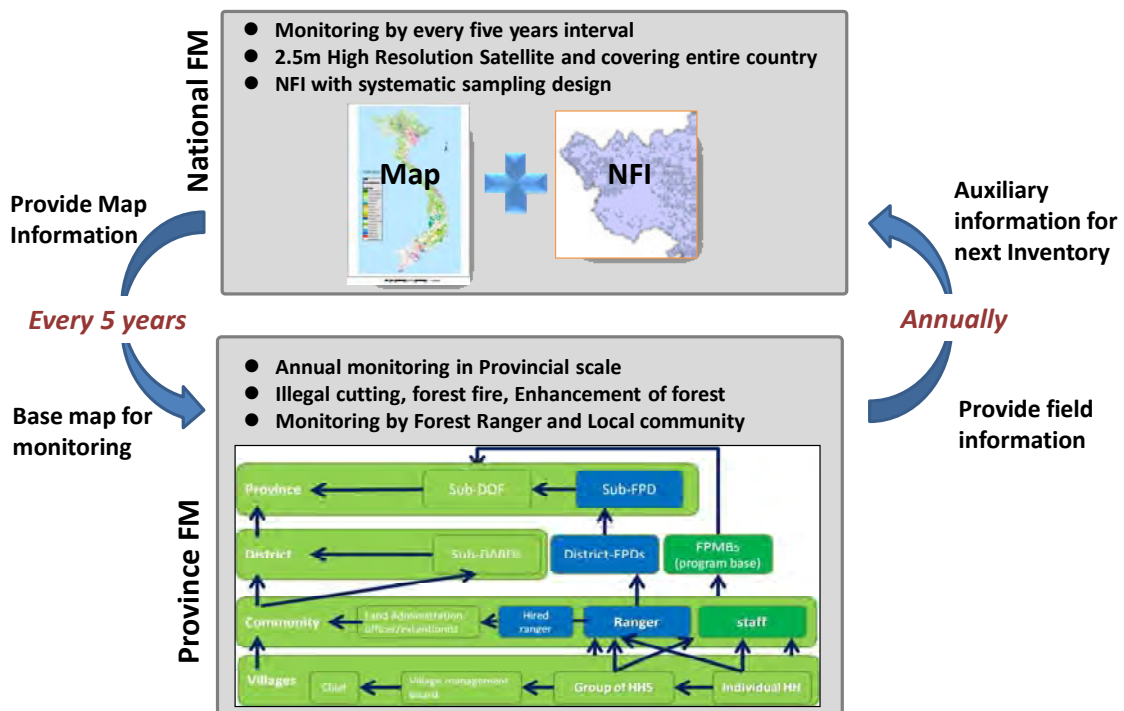 National FM
Monitoring by every five years interval
2.5m High Resolution Satellite and covering entire country
NFI with systematic sampling design
Map
NFI
Provide Map
Information
Every 5 years
Base map for
monitoring
Auxiliary
information for
next Inventory
Annually
Provide field
information
Province FM
Annual monitoring in Provincial scale
Illegal cutting, forest fire, Enhancement of forest
Monitoring by Forest Ranger and Local community
Province
Sub-DOF
Sub-FPD
District
District-FPDs
FPMBs
(program base)
Community
Land Administration
Hired
ranger
Ranger
staff
Villages
Chief
Village management
board
Group of HHS
Individual HH